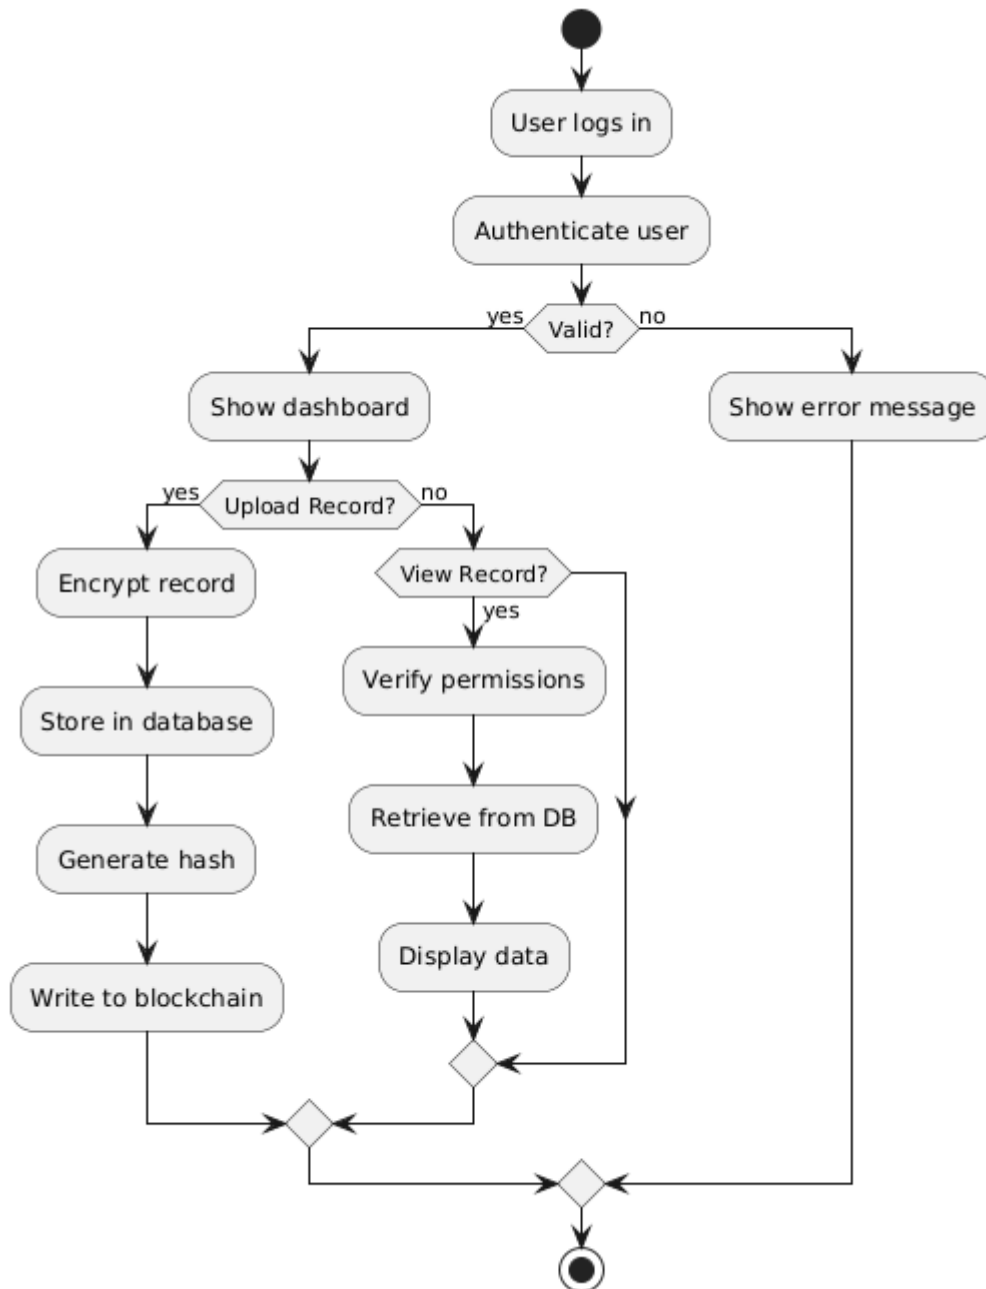 User logs in
Authenticate user
yes
Valid?
no
Show dashboard
Show error message
yes
Upload Record?
no
Encrypt record
View Record?
yes
Store in database
Verify permissions
Generate hash
Retrieve from DB
Write to blockchain
Display data